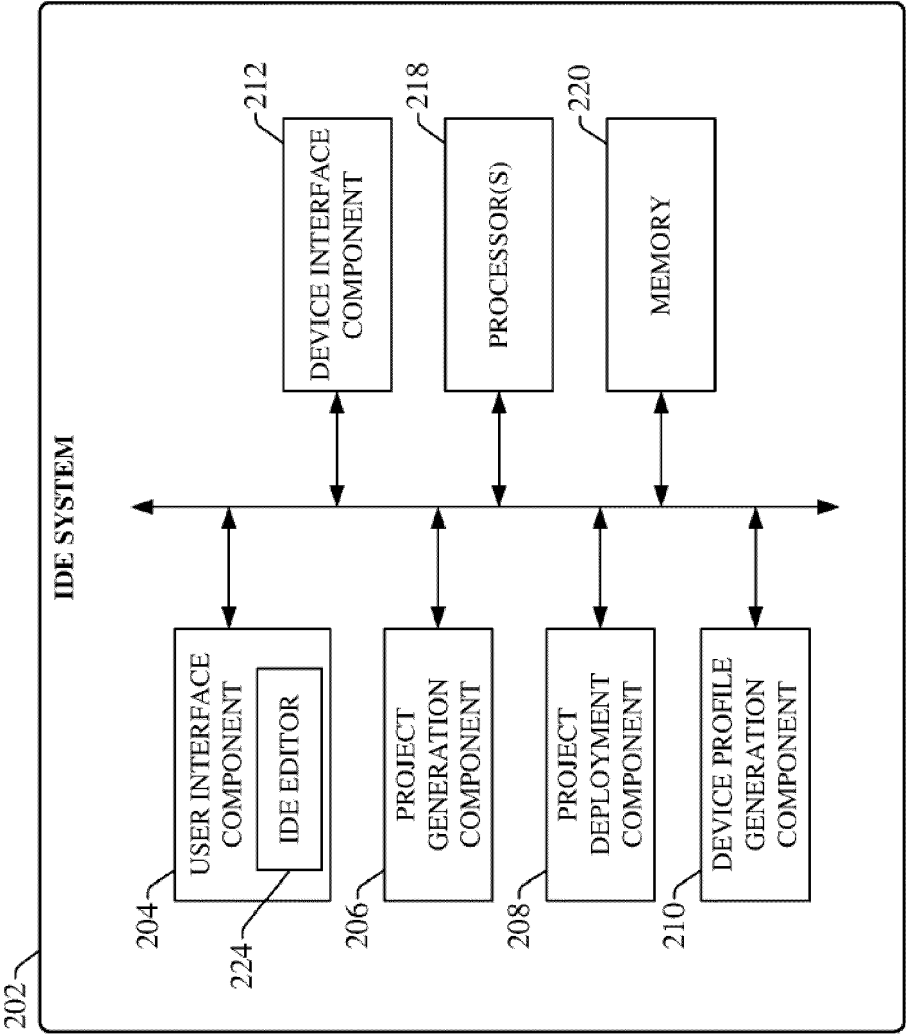 202
IDE SYSTEM
204
USER INTERFACE
COMPONENT
IDE EDITOR
224
206
PROJECT
GENERATION
COMPONENT
208
PROJECT
DEPLOYMENT
COMPONENT
210
DEVICE PROFILE
GENERATION
COMPONENT
212
DEVICE INTERFACE
COMPONENT
218
PROCESSOR(S)
220
MEMORY